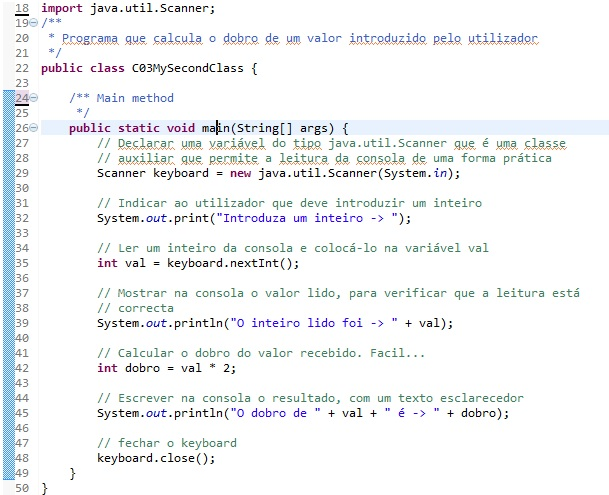 18 import java.util.Scanner;
19 /**
20  * Programa que calcula o dobro de um valor introduzido pelo utilizador
21  */
22 public class C03MySecondClass {
23
24     /** Main method
25      */
26     public static void main(String[] args) {
27         // Declarar uma variável do tipo java.util.Scanner que é uma classe
28         // auxiliar que permite a leitura da consola de uma forma prática
29         Scanner keyboard = new java.util.Scanner(System.in);
30
31         // Indicar ao utilizador que deve introduzir um inteiro
32         System.out.print("Introduza um inteiro -> ");
33
34         // Ler um inteiro da consola e colocá-lo na variável val
35         int val = keyboard.nextInt();
36
37         // Mostrar na consola o valor lido, para verificar que a leitura está
38         // correcta
39         System.out.println("O inteiro lido foi -> " + val);
40
41         // Calcular o dobro do valor recebido. Facil...
42         int dobro = val * 2;
43
44         // Escrever na consola o resultado, com um texto esclarecedor
45         System.out.println("O dobro de " + val + " é -> " + dobro);
46
47         // fechar o keyboard
48         keyboard.close();
49     }
50 }